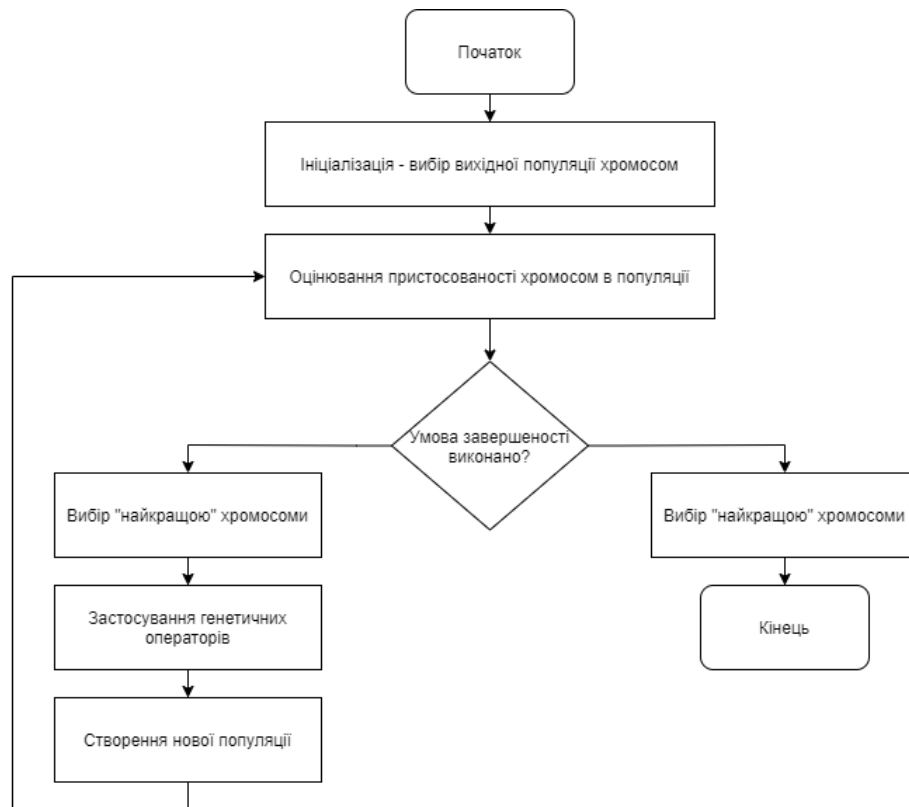 Початок
Ініціалізація - вибір вихідної популяції хромосом
Оцінювання пристосованості хромосом в популяції
Умова завершеності
виконано?
Вибір "найкращою" хромосоми
Вибір "найкращою" хромосоми
Застосування генетичних
операторів
Кінець
Створення нової популяції